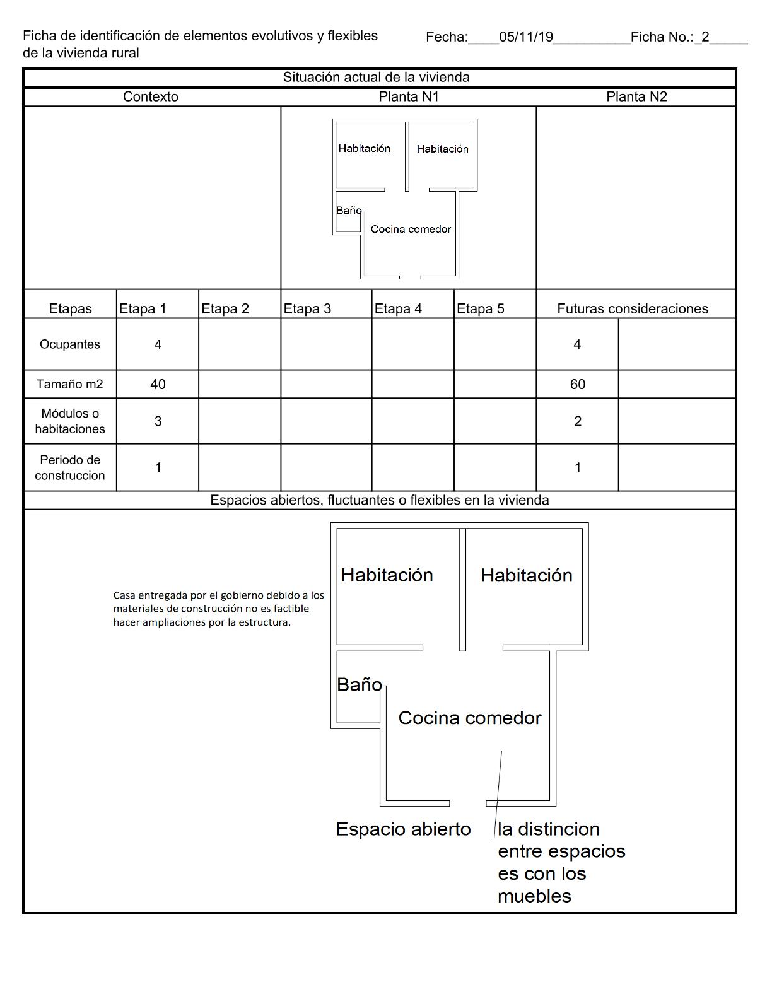 Ficha de identificación de elementos evolutivos y flexibles
de la vivienda rural
Fecha:____05/11/19__________Ficha No.:_2_____
Situación actual de la vivienda
Contexto Planta N1 Planta N2
Habitación Habitación
Baño
Cocina comedor
Etapas Etapa 1 Etapa 2 Etapa 3 Etapa 4 Etapa 5 Futuras consideraciones
Ocupantes 4 4
Tamaño m2 40 60
Módulos o
habitaciones 3 2
Periodo de
construccion 1 1
Espacios abiertos, fluctuantes o flexibles en la vivienda
Casa entregada por el gobierno debido a los
materiales de construcción no es factible
hacer ampliaciones por la estructura.
Habitación Habitación
Baño
Cocina comedor
Espacio abierto
la distincion
entre espacios
es con los
muebles